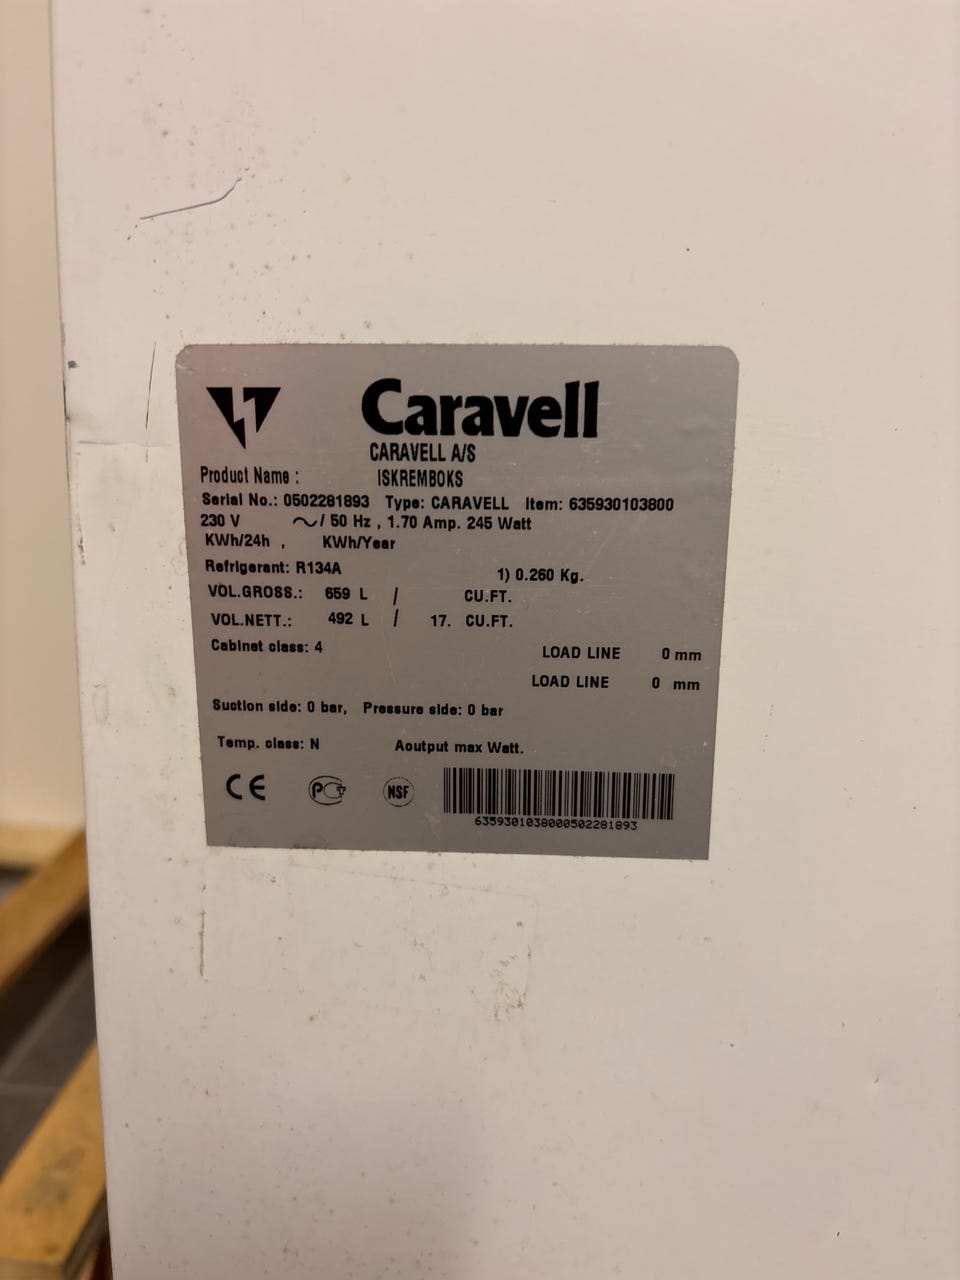 Caravell
CARAVELL A/S
Product Name : ISKREMBOKS
Serial No.: 0502281893 Type: CARAVELL Item: 635930103800
230 V ~/ 50 Hz , 1.70 Amp. 245 Watt
KWh/24h , KWh/Year
Refrigerant: R134A 1) 0.260 Kg.
VOL.GROSS.: 659 L / CU.FT.
VOL.NETT.: 492 L / 17. CU.FT.
Cabinet class: 4 LOAD LINE 0 mm
LOAD LINE 0 mm
Suction side: 0 bar, Pressure side: 0 bar
Temp. class: N Aoutput max Watt.
CE PCT NSF
6359301038000502281893